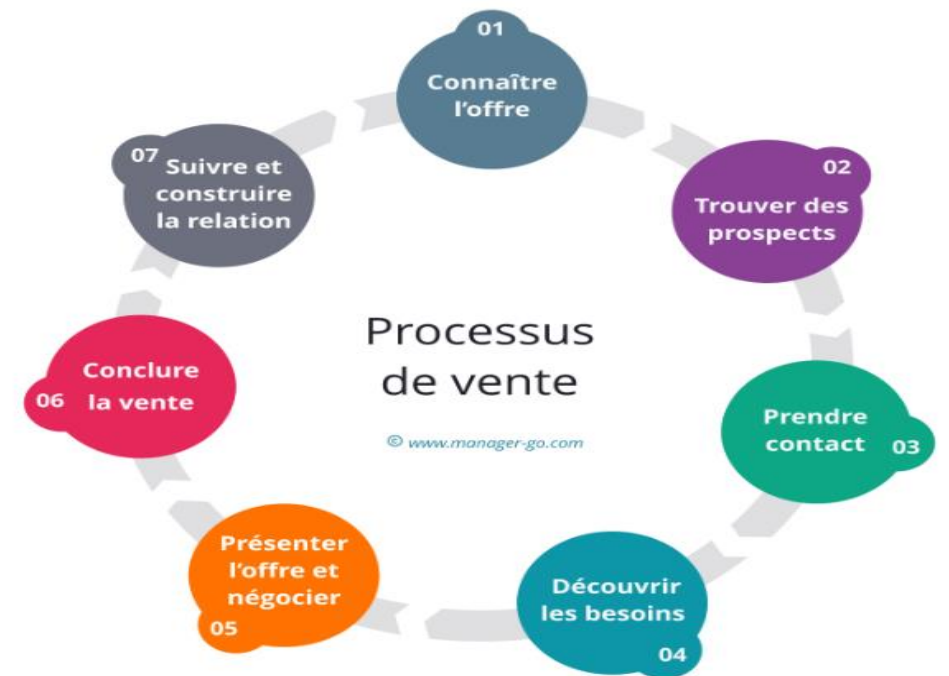 01
Connaître
l'offre
02
Trouver des
prospects
Prendre
contact
03
Découvrir
les besoins
04
Présenter
l'offre et
négocier
05
Conclure
la vente
06
07
Suivre et
construire
la relation
Processus
de vente
© www.manager-go.com